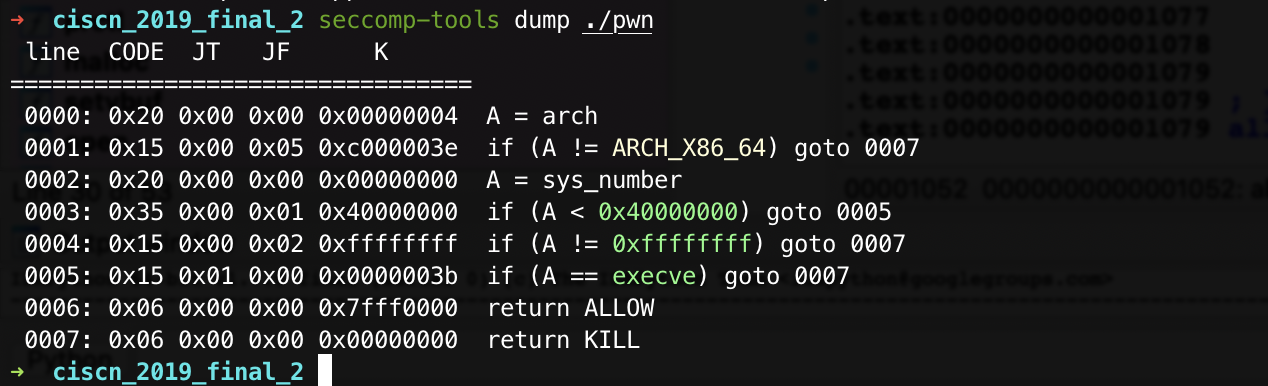 →  ciscn_2019_final_2 seccomp-tools dump ./pwn
 line  CODE  JT   JF      K
=================================
 0000: 0x20 0x00 0x00 0x00000004  A = arch
 0001: 0x15 0x00 0x05 0xc000003e  if (A != ARCH_X86_64) goto 0007
 0002: 0x20 0x00 0x00 0x00000000  A = sys_number
 0003: 0x35 0x00 0x01 0x40000000  if (A < 0x40000000) goto 0005
 0004: 0x15 0x00 0x02 0xffffffff  if (A != 0xffffffff) goto 0007
 0005: 0x15 0x01 0x00 0x0000003b  if (A == execve) goto 0007
 0006: 0x06 0x00 0x00 0x7fff0000  return ALLOW
 0007: 0x06 0x00 0x00 0x00000000  return KILL
→  ciscn_2019_final_2
.text:0000000000001077
.text:0000000000001078
.text:0000000000001079
.text:0000000000001079 ;
.text:0000000000001079 al
00001052 0000000000001052:
Python